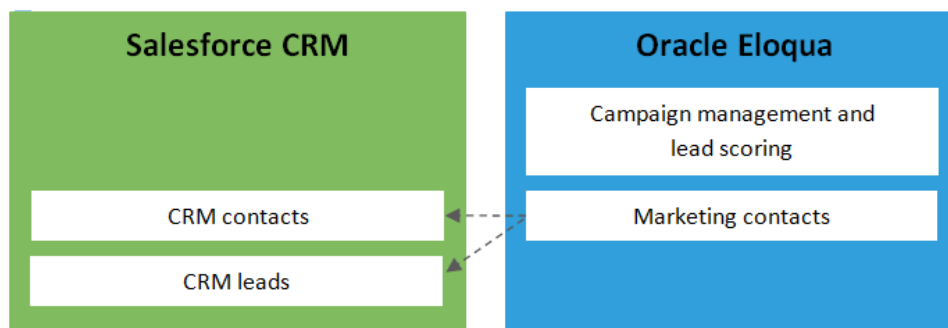 Salesforce CRM
CRM contacts
CRM leads
Oracle Eloqua
Campaign management and
lead scoring
Marketing contacts